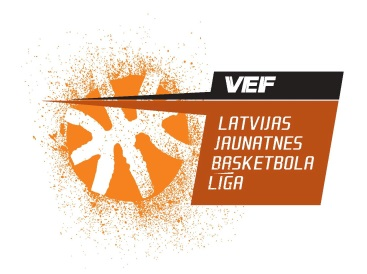 VEF
LATVIJAS
JAUNATNES
BASKETBOLA
LĪGA